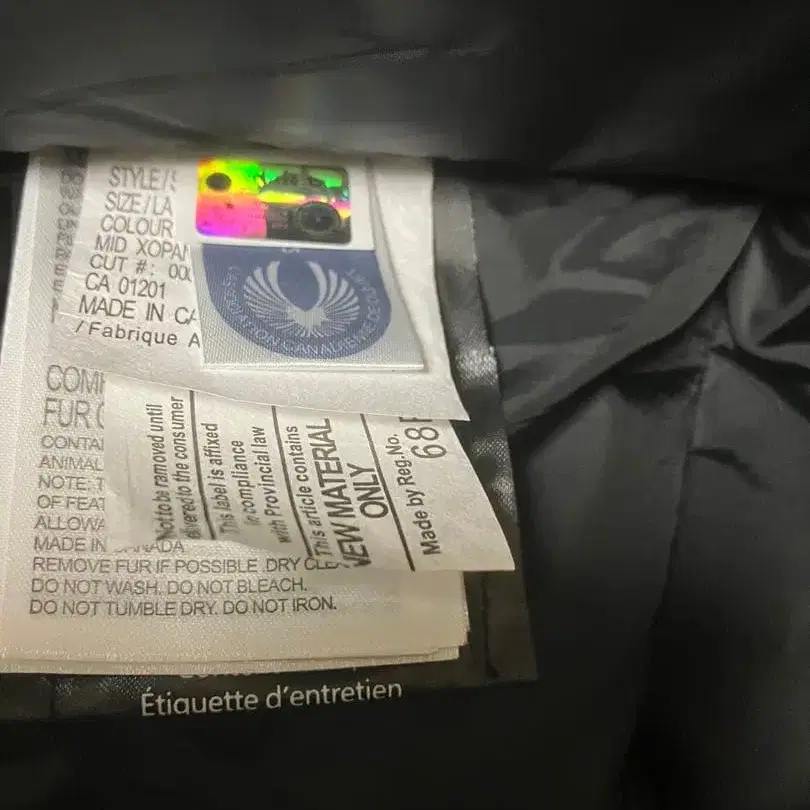 STYLE/
SIZE/LA
COLOUR
MID XOPAN
CUT #: 00
CA 01201
MADE IN CA
/Fabrique A
COM
FUR
CONTA
ANIMAL
NOTE: T
OF FEAT
ALLOWA
MADE IN CANADA
REMOVE FUR IF POSSIBLE .DRY CLE
DO NOT WASH. DO NOT BLEACH.
DO NOT TUMBLE DRY. DO NOT IRON.
Not to be removed until
elivered to the consumer
This label is affixed
in compliance
with Provincial law
This article contains
NEW MATERIAL
ONLY
Made by Reg.No.
68
Étiquette d'entretien